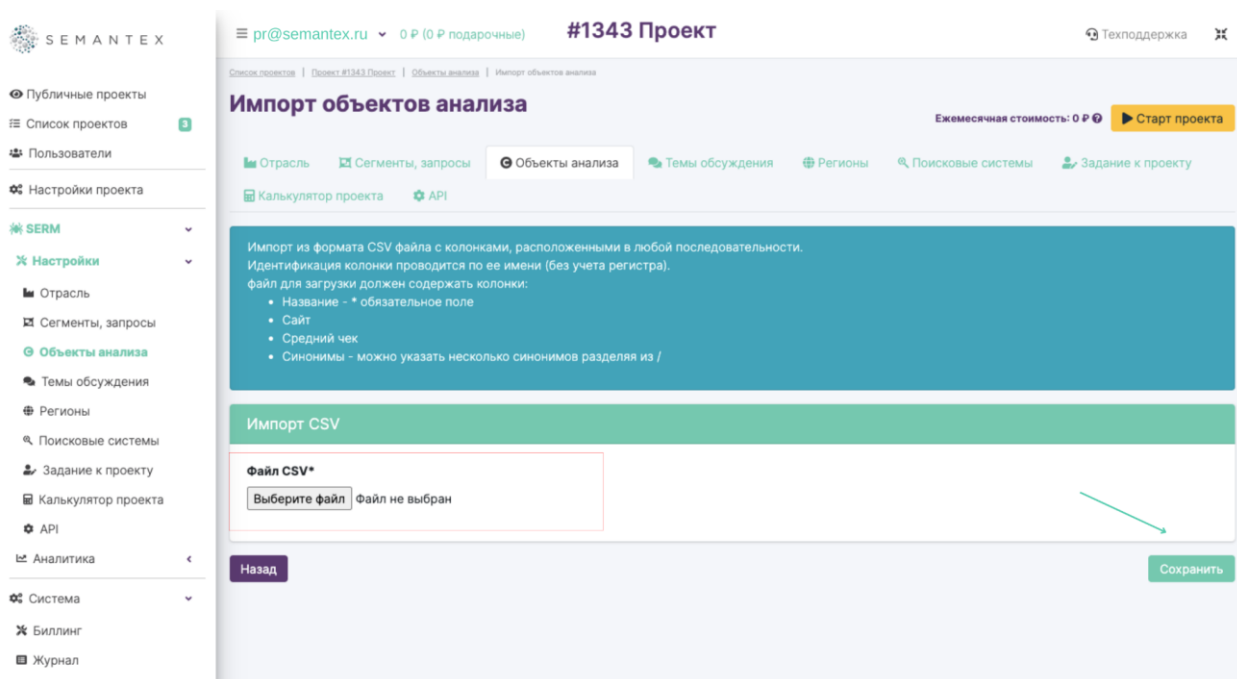 SEMANTEX
pr@semantex.ru 0 ₽ (0 ₽ подарочные) #1343 Проект Техподдержка
Список проектов | Проект #1343 Проект | Объекты анализа | Импорт объектов анализа
Импорт объектов анализа
Ежемесячная стоимость: 0 ₽ Старт проекта
Отрасль Сегменты, запросы Объекты анализа Темы обсуждения Регионы Поисковые системы Задание к проекту
Калькулятор проекта API
Публичные проекты
Список проектов 3
Пользователи
Настройки проекта
SERM
Настройки
Отрасль
Сегменты, запросы
Объекты анализа
Темы обсуждения
Регионы
Поисковые системы
Задание к проекту
Калькулятор проекта
API
Аналитика
Система
Биллинг
Журнал
Импорт из формата CSV файла с колонками, расположенными в любой последовательности.
Идентификация колонки проводится по ее имени (без учета регистра).
файл для загрузки должен содержать колонки:
• Название - * обязательное поле
• Сайт
• Средний чек
• Синонимы - можно указать несколько синонимов разделяя из /
Импорт CSV
Файл CSV*
Выберите файл Файл не выбран
Назад Сохранить